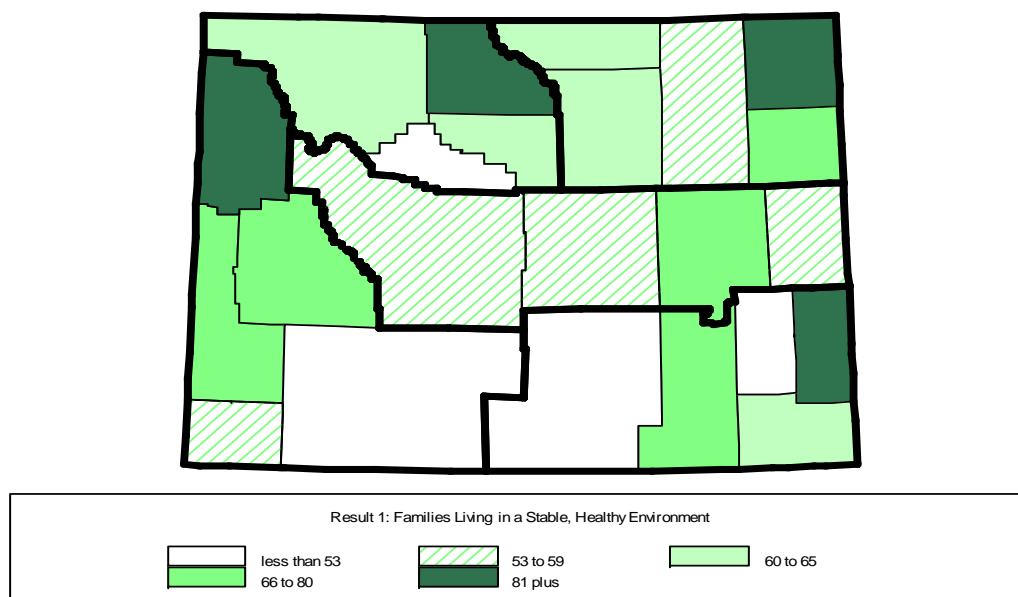 Result 1: Families Living in a Stable, Healthy Environment
less than 53 53 to 59 60 to 65
66 to 80 81 plus